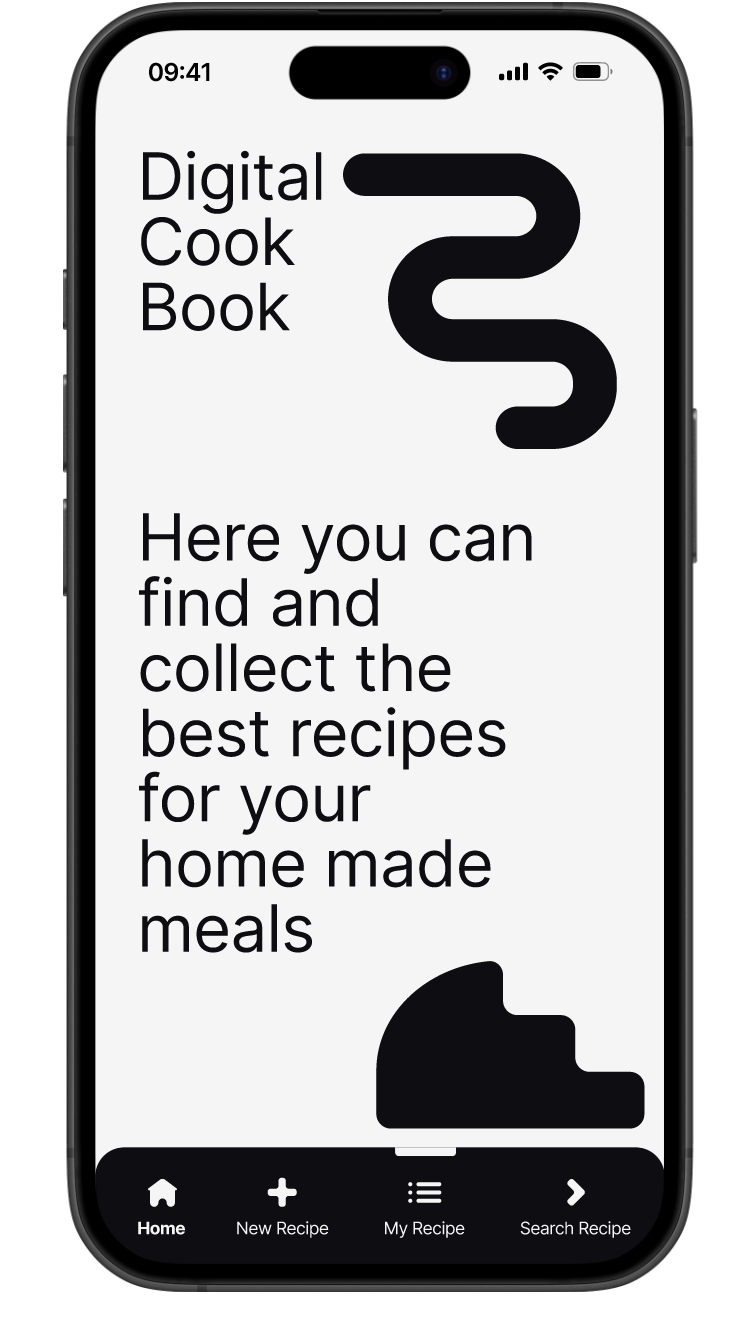 09:41
Digital
Cook
Book
Here you can
find and
collect the
best recipes
for your
home made
meals
Home
New Recipe
My Recipe
Search Recipe